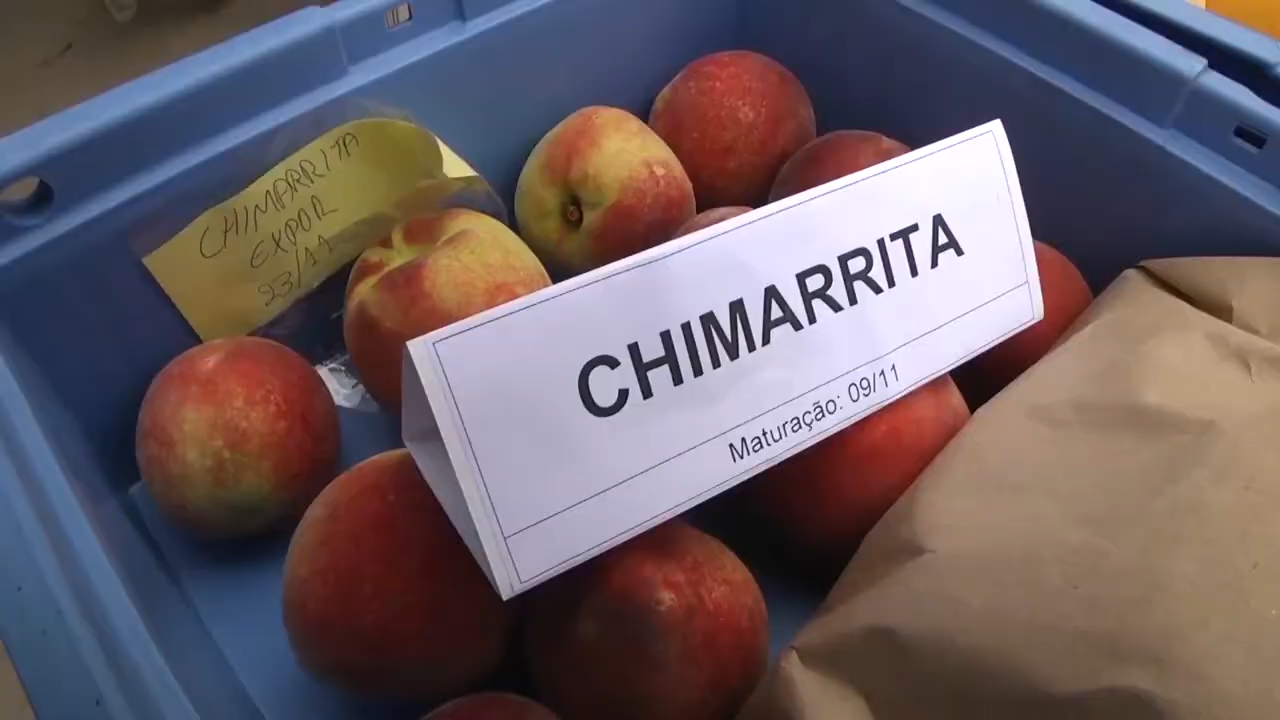 CHIMARRITA
EXPOR
23/11
CHIMARRITA
Maturação: 09/11